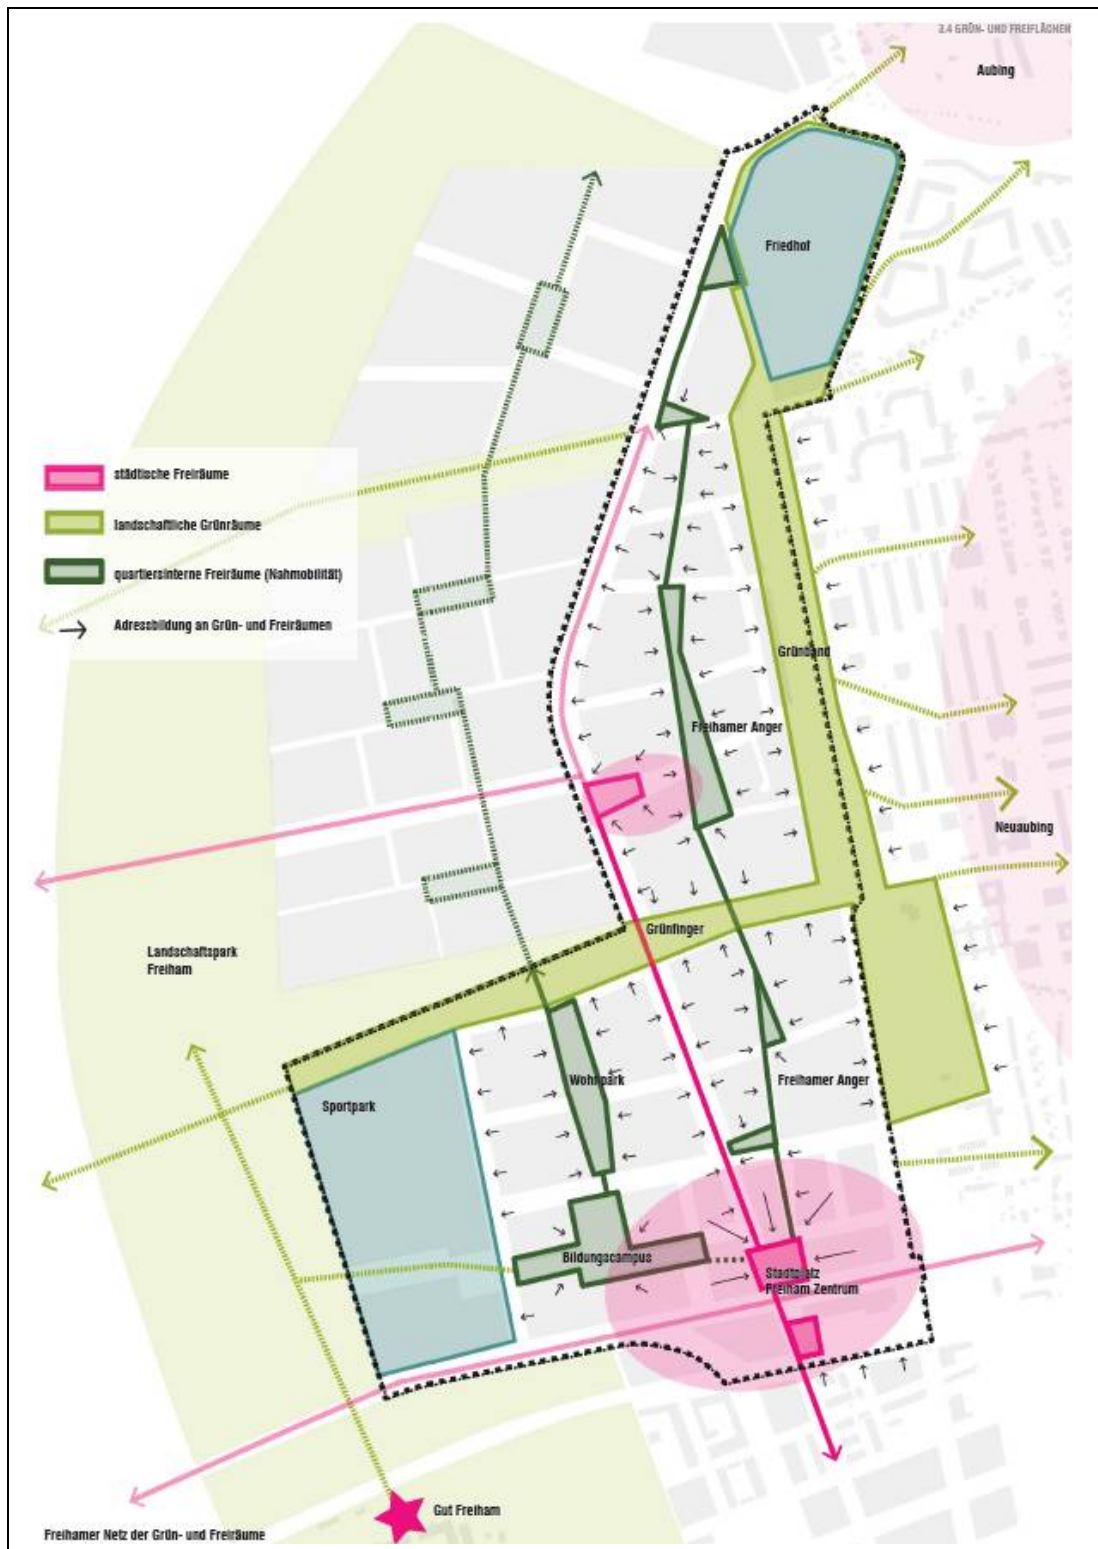 3.4 GRÜN- UND FREIFLÄCHEN
Aubing
Friedhof
städtische Freiräume
landschaftliche Grünräume
quartiersinterne Freiräume (Nahmobilität)
Adressbildung an Grün- und Freiräumen
Grünband
Freihamer Anger
Neuaubing
Grünfinger
Landschaftspark
Freiham
Wohnpark
Freihamer Anger
Sportpark
Bildungscampus
Stadtplatz
Freiham Zentrum
Gut Freiham
Freihamer Netz der Grün- und Freiräume